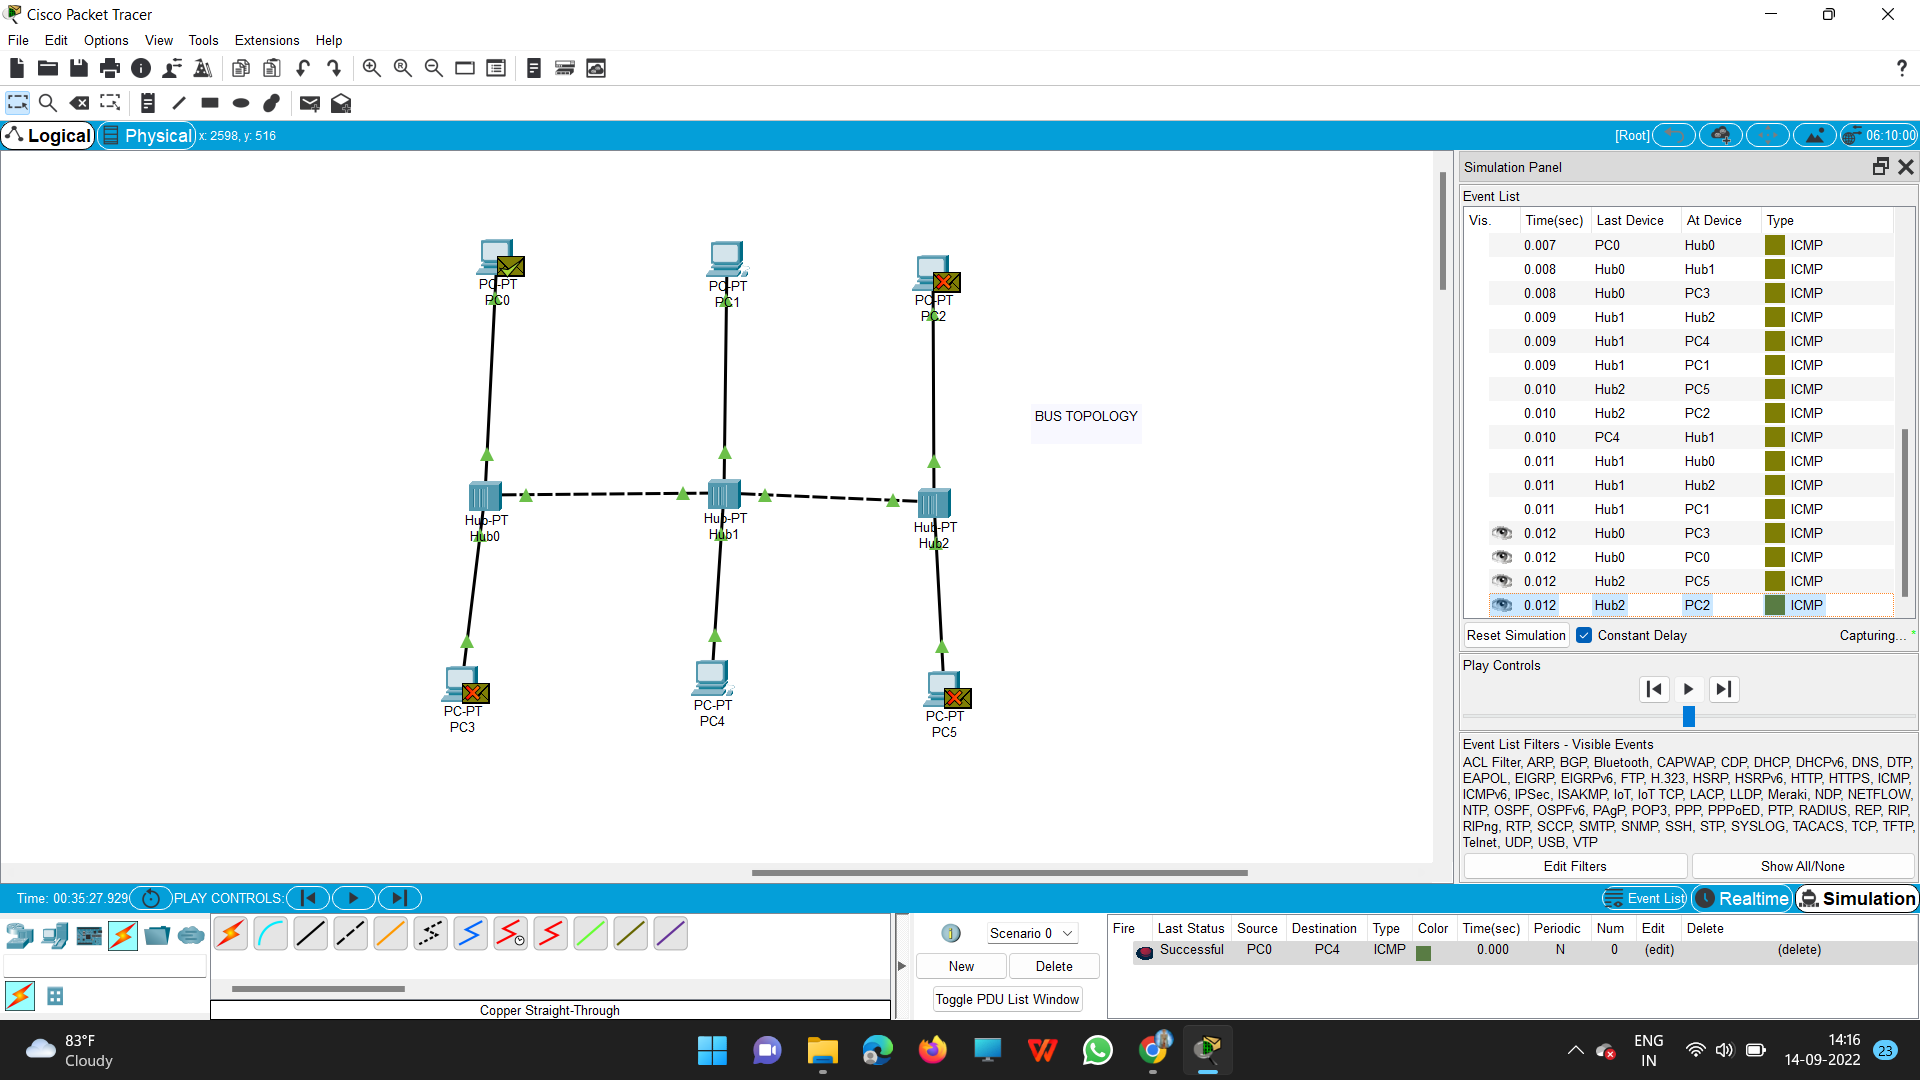 Cisco Packet Tracer
File Edit Options View Tools Extensions Help
Logical Physical x: 2598, y: 516 [Root] 06:10:00
PC-PT
PC0
PC-PT
PC1
PC-PT
PC2
BUS TOPOLOGY
Hub-PT
Hub0
Hub-PT
Hub1
Hub-PT
Hub2
PC-PT
PC3
PC-PT
PC4
PC-PT
PC5
Simulation Panel
Event List
Vis. Time(sec) Last Device At Device Type
0.007 PC0 Hub0 ICMP
0.008 Hub0 Hub1 ICMP
0.008 Hub0 PC3 ICMP
0.009 Hub1 Hub2 ICMP
0.009 Hub1 PC4 ICMP
0.009 Hub1 PC1 ICMP
0.010 Hub2 PC5 ICMP
0.010 Hub2 PC2 ICMP
0.010 PC4 Hub1 ICMP
0.011 Hub1 Hub0 ICMP
0.011 Hub1 Hub2 ICMP
0.011 Hub1 PC1 ICMP
0.012 Hub0 PC3 ICMP
0.012 Hub0 PC0 ICMP
0.012 Hub2 PC5 ICMP
0.012 Hub2 PC2 ICMP
Reset Simulation Constant Delay Capturing... *
Play Controls
Event List Filters - Visible Events
ACL Filter, ARP, BGP, Bluetooth, CAPWAP, CDP, DHCP, DHCPv6, DNS, DTP,
EAPOL, EIGRP, EIGRPv6, FTP, H.323, HSRP, HSRPv6, HTTP, HTTPS, ICMP,
ICMPv6, IPSec, ISAKMP, IoT, IoT TCP, LACP, LLDP, Meraki, NDP, NETFLOW,
NTP, OSPF, OSPFv6, PAgP, POP3, PPP, PPPoED, PTP, RADIUS, REP, RIP,
RIPng, RTP, SCCP, SMTP, SNMP, SSH, STP, SYSLOG, TACACS, TCP, TFTP,
Telnet, UDP, USB, VTP
Edit Filters Show All/None
Time: 00:35:27.929 PLAY CONTROLS: Event List Realtime Simulation
Scenario 0
New Delete
Toggle PDU List Window
Fire Last Status Source Destination Type Color Time(sec) Periodic Num Edit Delete
Successful PC0 PC4 ICMP 0.000 N 0 (edit) (delete)
Copper Straight-Through
83°F
Cloudy
ENG
IN
14:16
14-09-2022
23